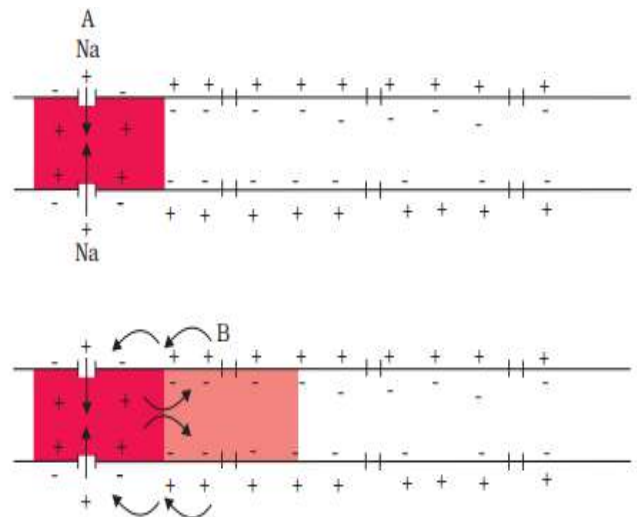 A
Na
+
- -
+ + + + + + + + +
- - - - - - - - -
+ +
+ +
- - - - - - - -
- -
+ + + + + + + + +
+
Na
B
+
- -
+ + + + + + + + +
- - - - - - - - -
+ +
+ +
- - - - - - - -
- -
+ + + + + + + + +
+